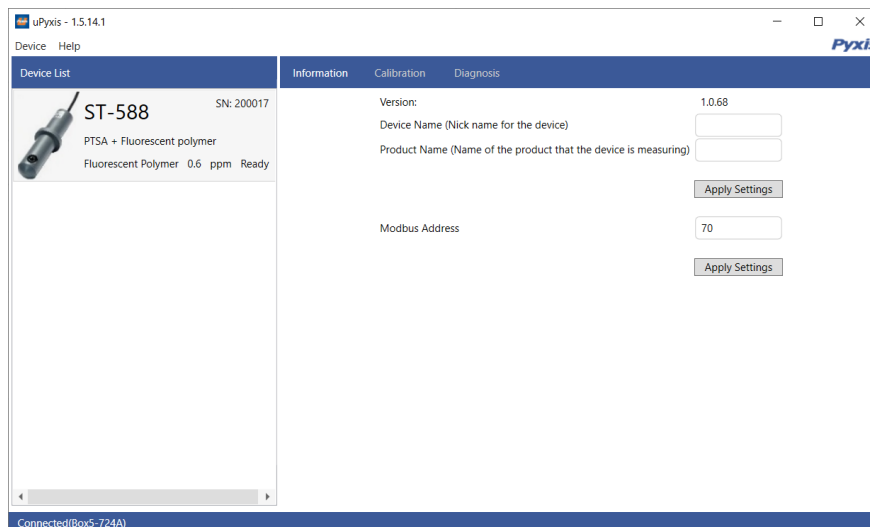 uPyxis - 1.5.14.1
Device Help
Device List
ST-588
SN: 200017
PTSA + Fluorescent polymer
Fluorescent Polymer 0.6 ppm Ready
Information Calibration Diagnosis
Version: 1.0.68
Device Name (Nick name for the device)
Product Name (Name of the product that the device is measuring)
Apply Settings
Modbus Address 70
Apply Settings
Connected(Box5-724A)